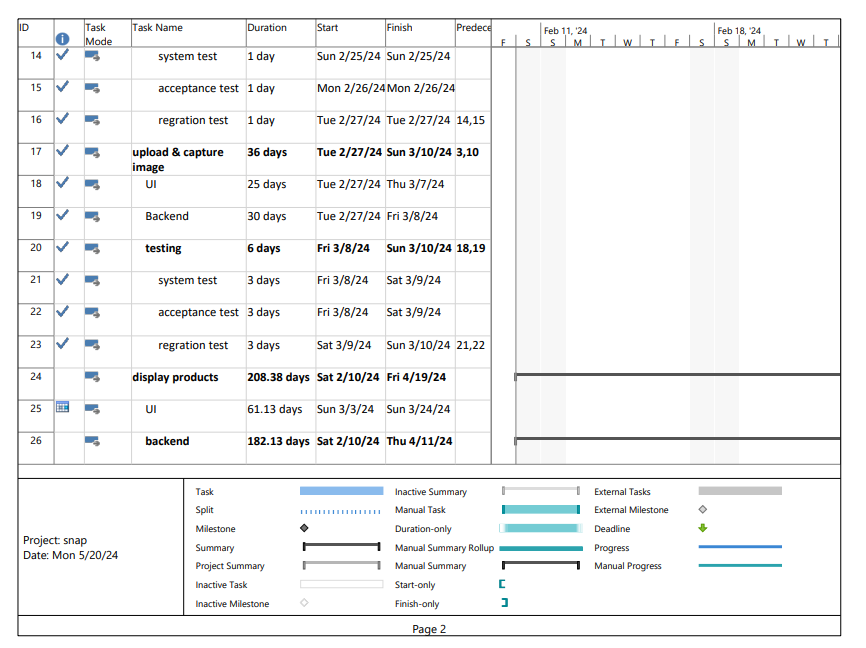 ID Task Mode Task Name Duration Start Finish Predece
Feb 11, '24 Feb 18, '24
F S S M T W T F S S M T W T
14 system test 1 day Sun 2/25/24 Sun 2/25/24
15 acceptance test 1 day Mon 2/26/24 Mon 2/26/24
16 regration test 1 day Tue 2/27/24 Tue 2/27/24 14,15
17 upload & capture image 36 days Tue 2/27/24 Sun 3/10/24 3,10
18 UI 25 days Tue 2/27/24 Thu 3/7/24
19 Backend 30 days Tue 2/27/24 Fri 3/8/24
20 testing 6 days Fri 3/8/24 Sun 3/10/24 18,19
21 system test 3 days Fri 3/8/24 Sat 3/9/24
22 acceptance test 3 days Fri 3/8/24 Sat 3/9/24
23 regration test 3 days Sat 3/9/24 Sun 3/10/24 21,22
24 display products 208.38 days Sat 2/10/24 Fri 4/19/24
25 UI 61.13 days Sun 3/3/24 Sun 3/24/24
26 backend 182.13 days Sat 2/10/24 Thu 4/11/24
Project: snap
Date: Mon 5/20/24
Task
Split
Milestone
Summary
Project Summary
Inactive Task
Inactive Milestone
Inactive Summary
Manual Task
Duration-only
Manual Summary Rollup
Manual Summary
Start-only
Finish-only
External Tasks
External Milestone
Deadline
Progress
Manual Progress
Page 2